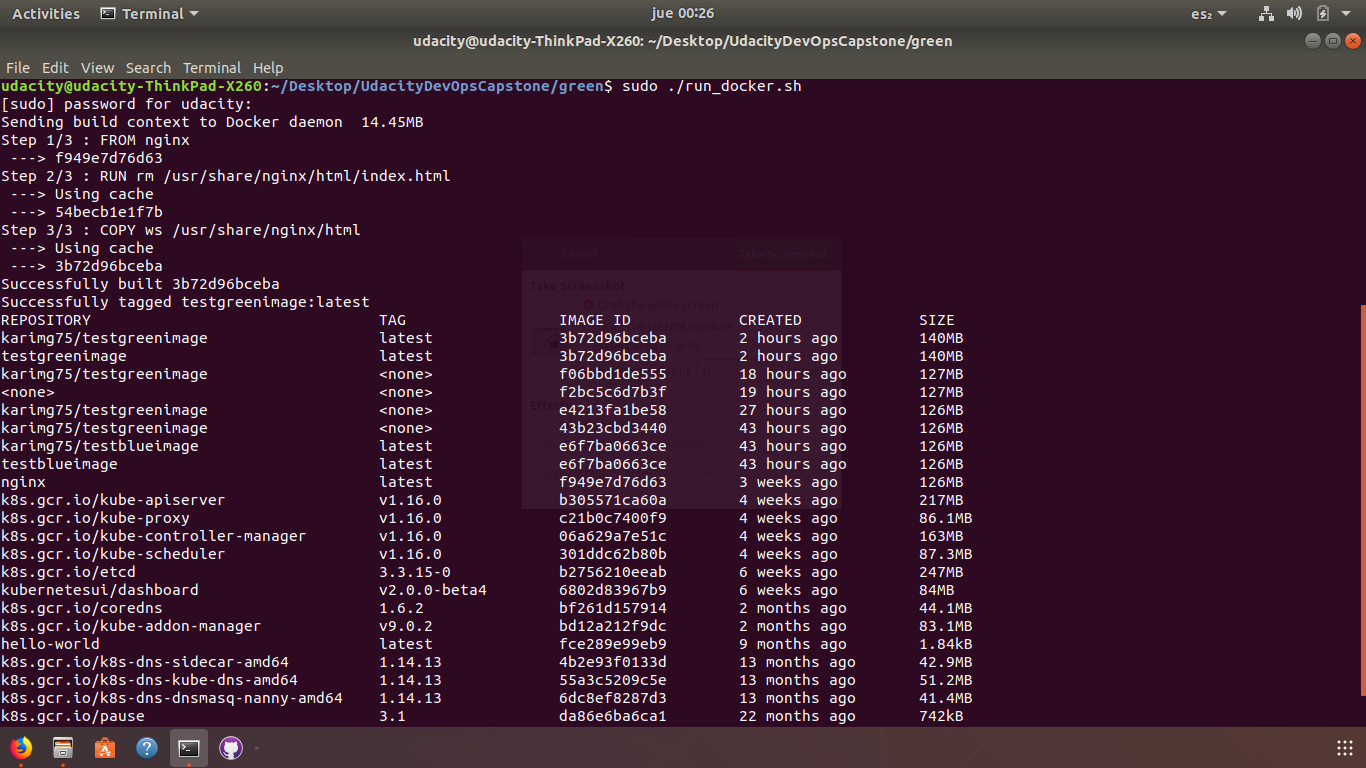 Activities Terminal jue 00:26 es₂
udacity@udacity-ThinkPad-X260: ~/Desktop/UdacityDevOpsCapstone/green
File Edit View Search Terminal Help
udacity@udacity-ThinkPad-X260:~/Desktop/UdacityDevOpsCapstone/green$ sudo ./run_docker.sh
[sudo] password for udacity:
Sending build context to Docker daemon  14.45MB
Step 1/3 : FROM nginx
 ---> f949e7d76d63
Step 2/3 : RUN rm /usr/share/nginx/html/index.html
 ---> Using cache
 ---> 54becb1e1f7b
Step 3/3 : COPY ws /usr/share/nginx/html
 ---> Using cache
 ---> 3b72d96bceba
Successfully built 3b72d96bceba
Successfully tagged testgreenimage:latest
REPOSITORY TAG IMAGE ID CREATED SIZE
karimg75/testgreenimage latest 3b72d96bceba 2 hours ago 140MB
testgreenimage latest 3b72d96bceba 2 hours ago 140MB
karimg75/testgreenimage <none> f06bbd1de555 18 hours ago 127MB
<none> <none> f2bc5c6d7b3f 19 hours ago 127MB
karimg75/testgreenimage <none> e4213fa1be58 27 hours ago 126MB
karimg75/testgreenimage <none> 43b23cbd3440 43 hours ago 126MB
karimg75/testblueimage latest e6f7ba0663ce 43 hours ago 126MB
testblueimage latest e6f7ba0663ce 43 hours ago 126MB
nginx latest f949e7d76d63 3 weeks ago 126MB
k8s.gcr.io/kube-apiserver v1.16.0 b305571ca60a 4 weeks ago 217MB
k8s.gcr.io/kube-proxy v1.16.0 c21b0c7400f9 4 weeks ago 86.1MB
k8s.gcr.io/kube-controller-manager v1.16.0 06a629a7e51c 4 weeks ago 163MB
k8s.gcr.io/kube-scheduler v1.16.0 301ddc62b80b 4 weeks ago 87.3MB
k8s.gcr.io/etcd 3.3.15-0 b2756210eeab 6 weeks ago 247MB
kubernetesui/dashboard v2.0.0-beta4 6802d83967b9 6 weeks ago 84MB
k8s.gcr.io/coredns 1.6.2 bf261d157914 2 months ago 44.1MB
k8s.gcr.io/kube-addon-manager v9.0.2 bd12a212f9dc 2 months ago 83.1MB
hello-world latest fce289e99eb9 9 months ago 1.84kB
k8s.gcr.io/k8s-dns-sidecar-amd64 1.14.13 4b2e93f0133d 13 months ago 42.9MB
k8s.gcr.io/k8s-dns-kube-dns-amd64 1.14.13 55a3c5209c5e 13 months ago 51.2MB
k8s.gcr.io/k8s-dns-dnsmasq-nanny-amd64 1.14.13 6dc8ef8287d3 13 months ago 41.4MB
k8s.gcr.io/pause 3.1 da86e6ba6ca1 22 months ago 742kB
Cancel Take Screenshot
Take Screenshot
Grab the whole screen
current window
grab
0